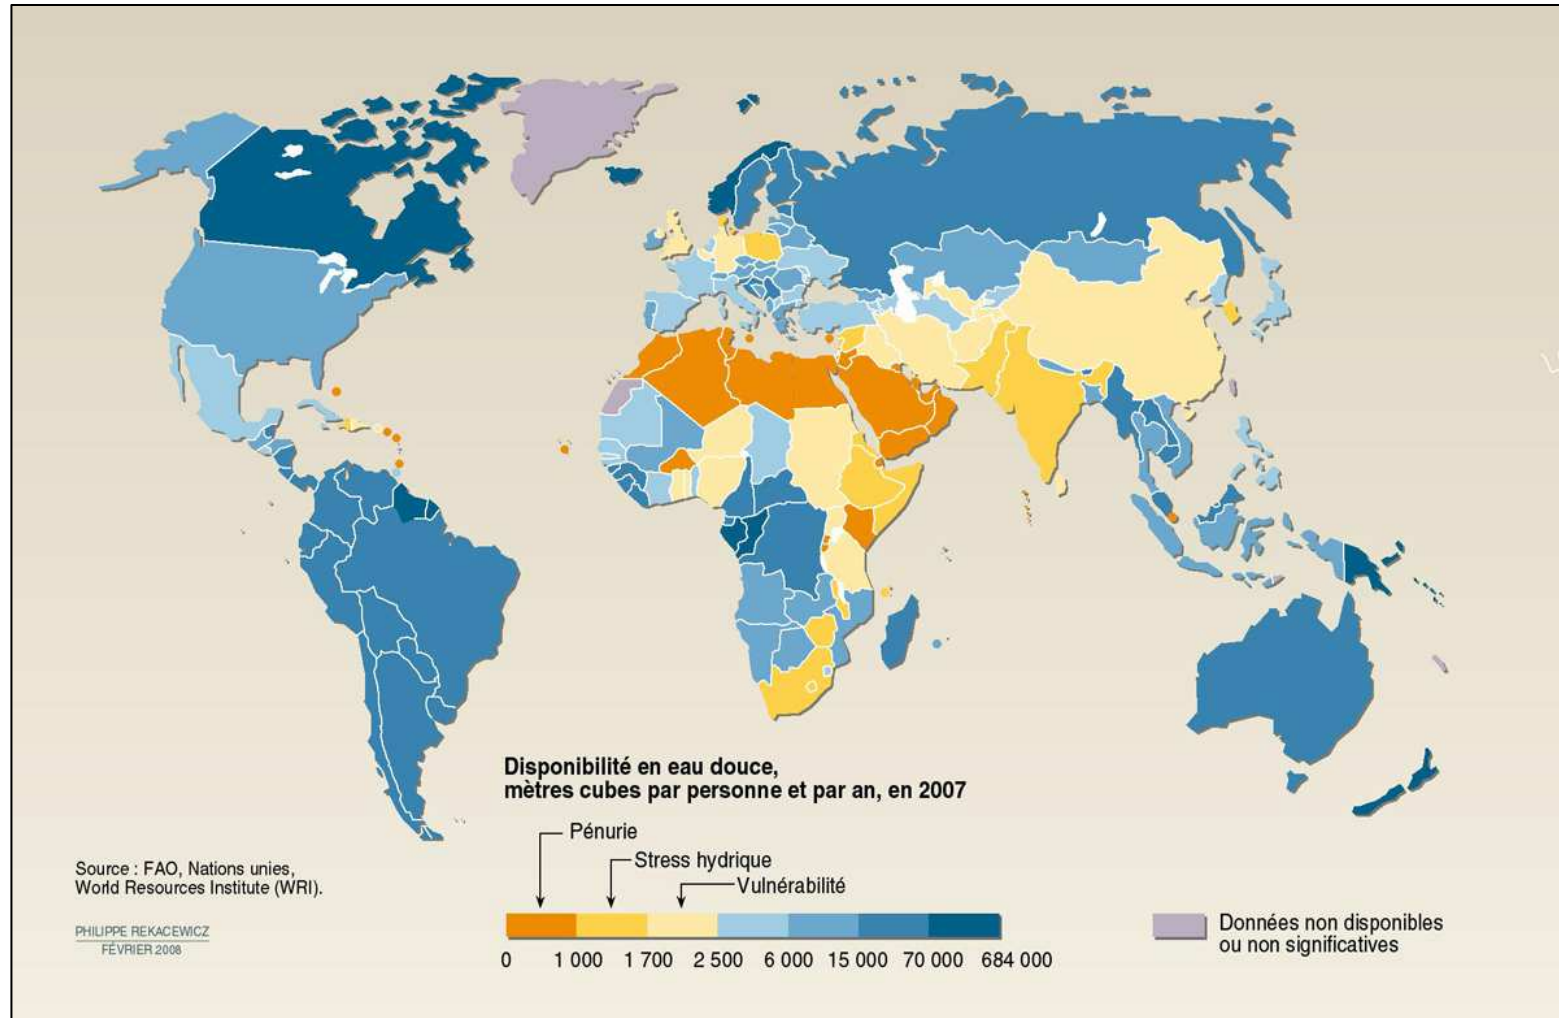 Disponibilité en eau douce,
mètres cubes par personne et par an, en 2007
Pénurie
Stress hydrique
Vulnérabilité
0 1 000 1 700 2 500 6 000 15 000 70 000 684 000
Données non disponibles
ou non significatives
Source : FAO, Nations unies,
World Resources Institute (WRI).
PHILIPPE REKACEWICZ
FÉVRIER 2008